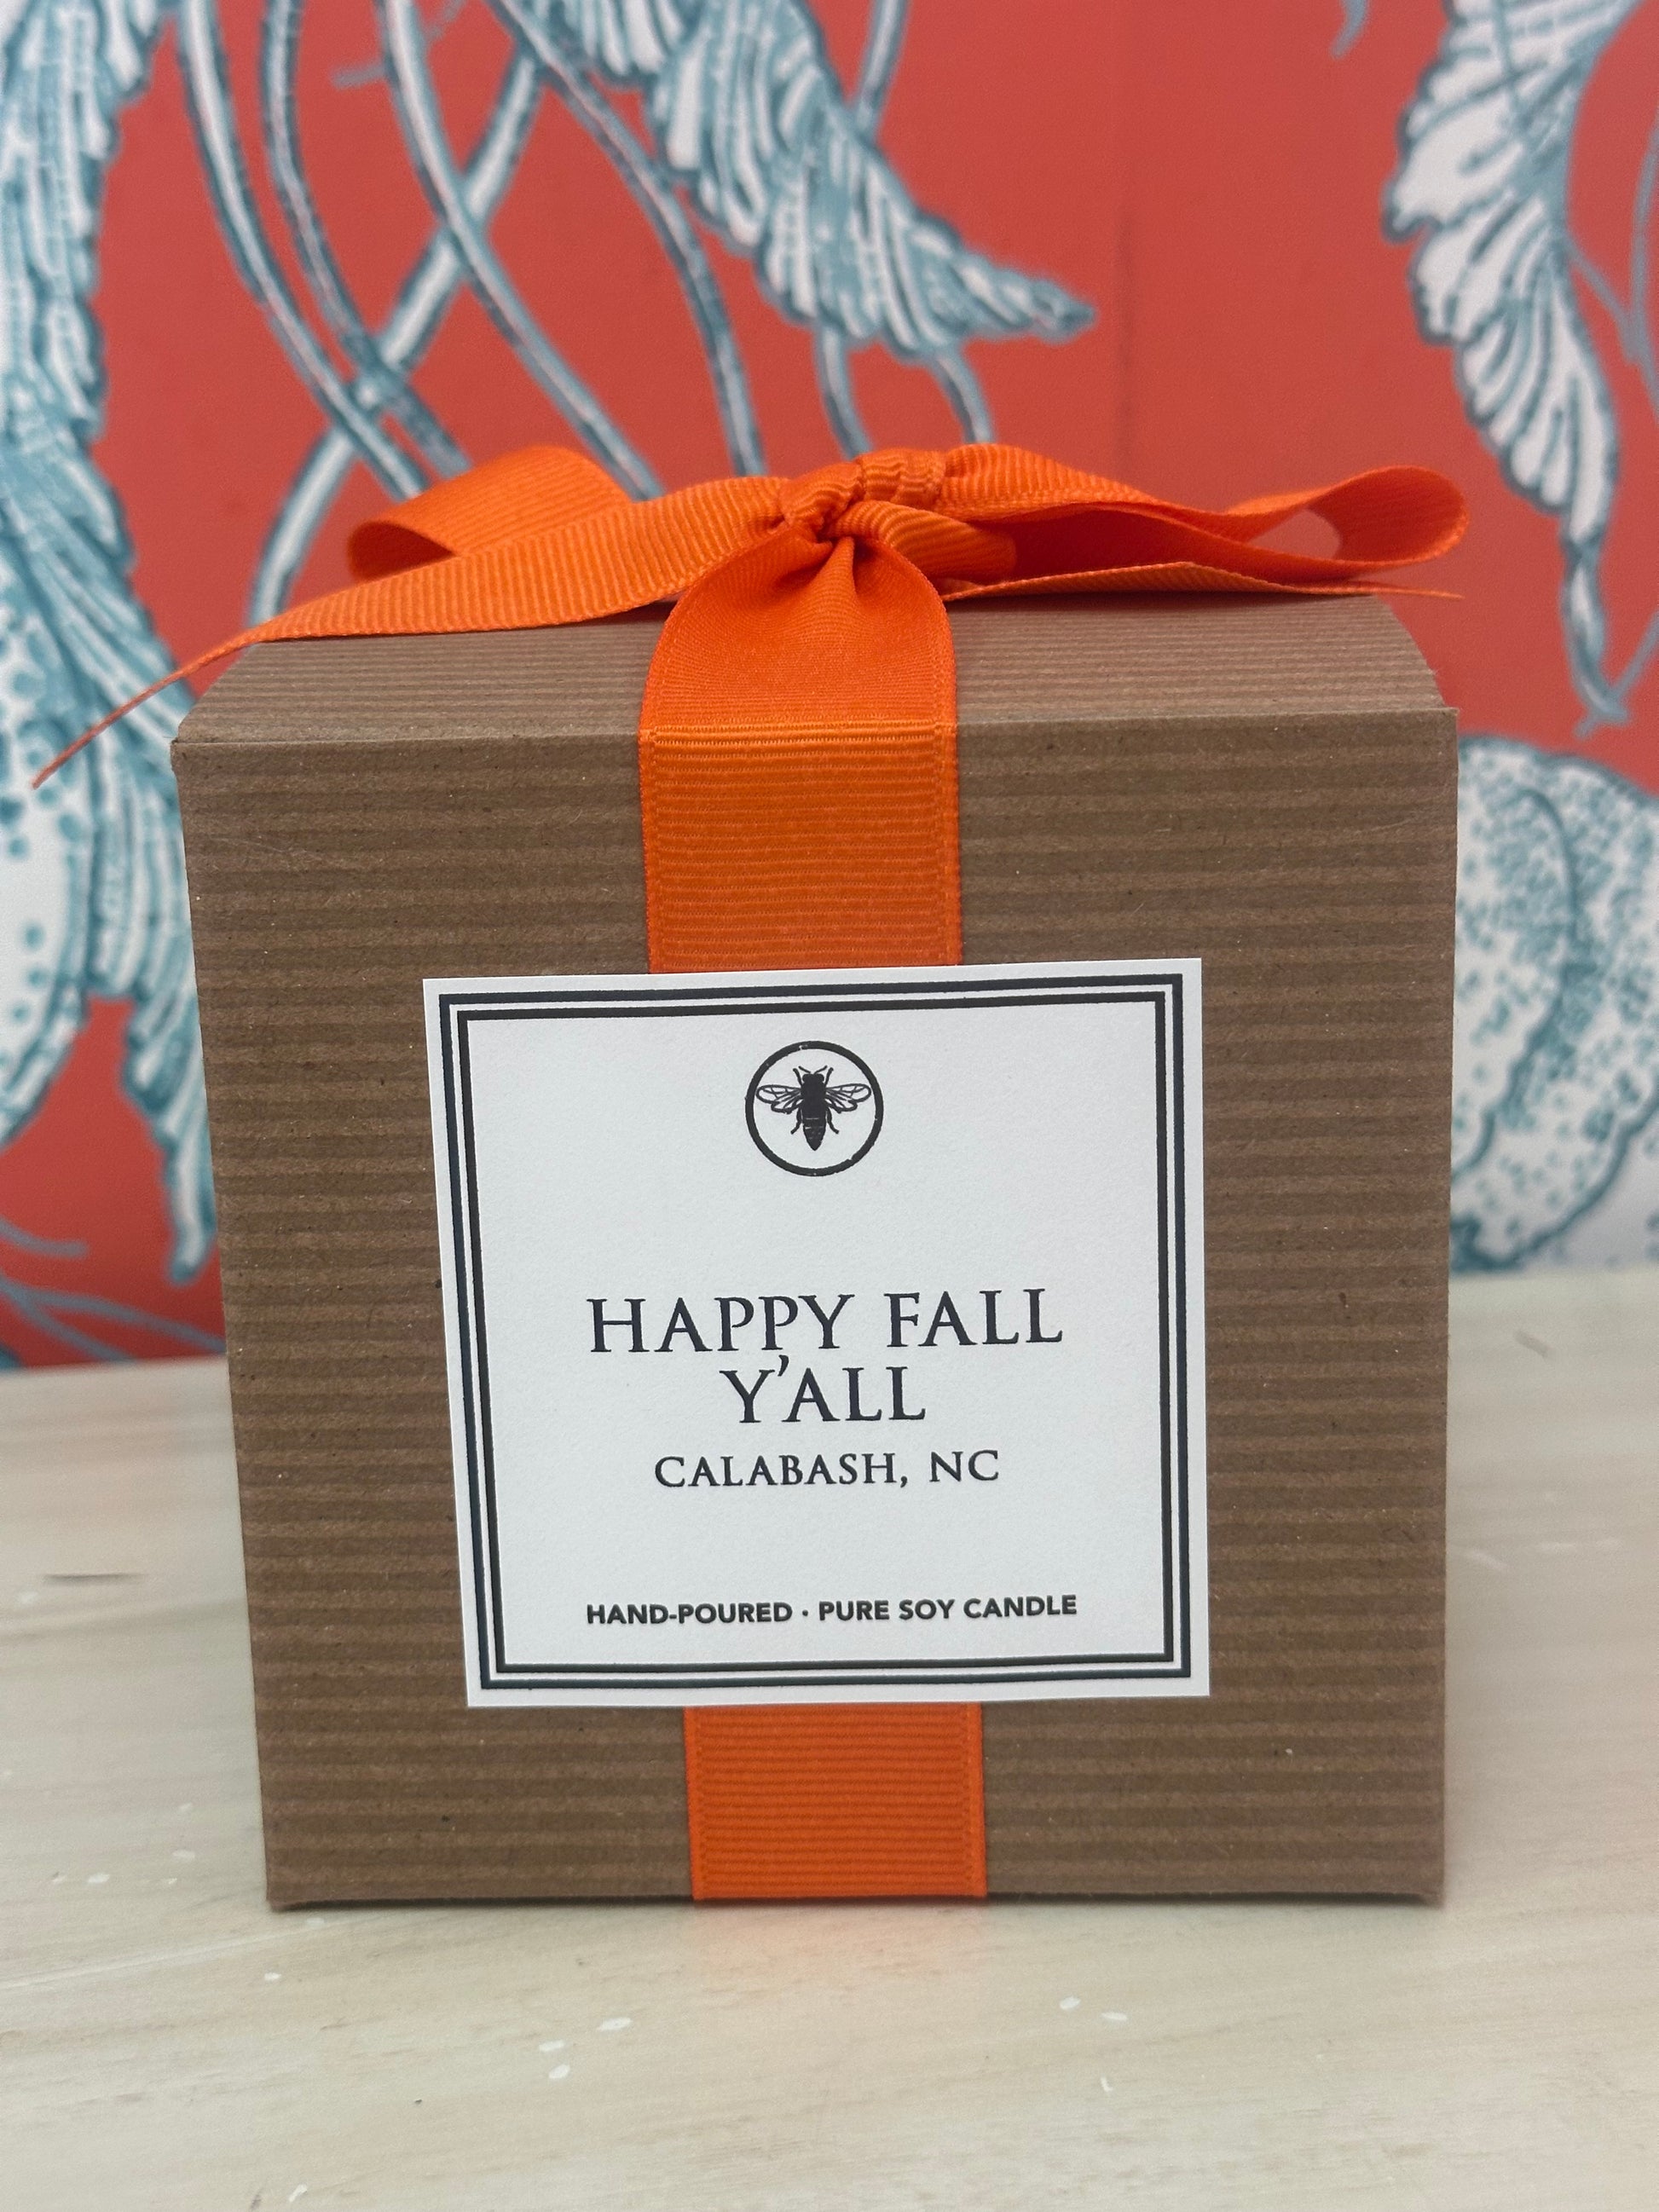 HAPPY FALL
Y'ALL
CALABASH, NC
HAND-POURED · PURE SOY CANDLE